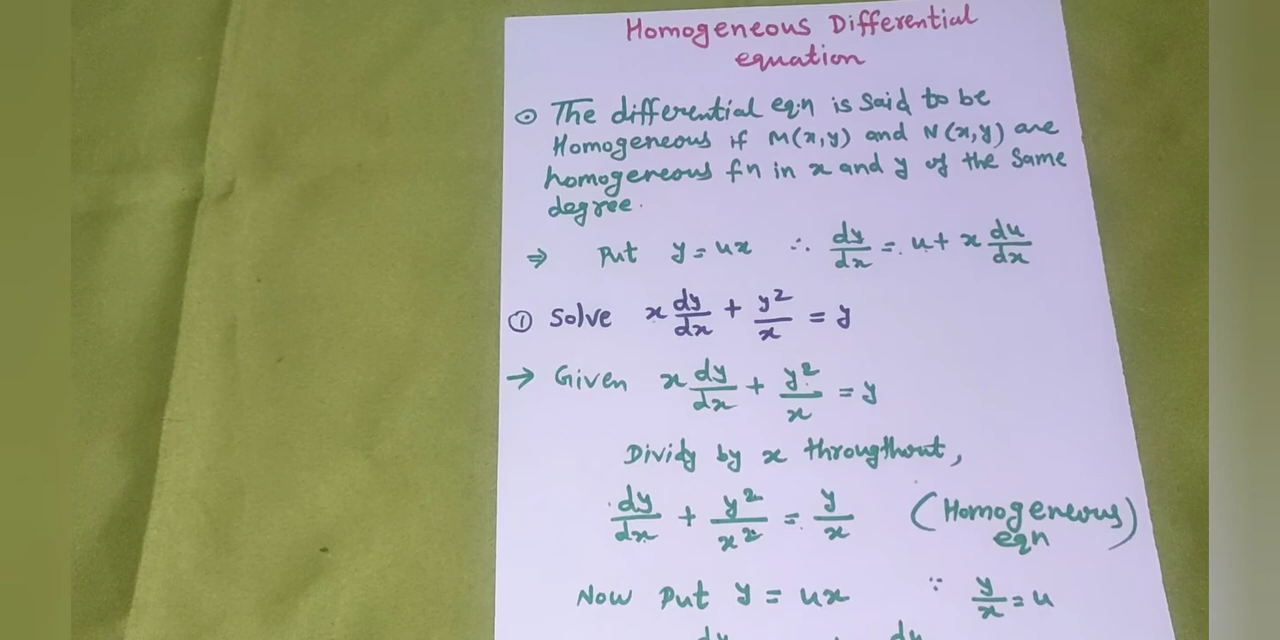 Homogeneous Differential
equation
⊙ The differential eqn is said to be
Homogeneous if M(x,y) and N(x,y) are
homogereous fn in x and y of the same
degree.
⇒ Put y = ux ∴ dy/dx = u + x du/dx
① Solve x dy/dx + y²/x = y
→ Given x dy/dx + y²/x = y
Dividy by x throughout,
dy/dx + y²/x² = y/x (Homogeneous) eqn
Now Put y = ux ∵ y/x = u